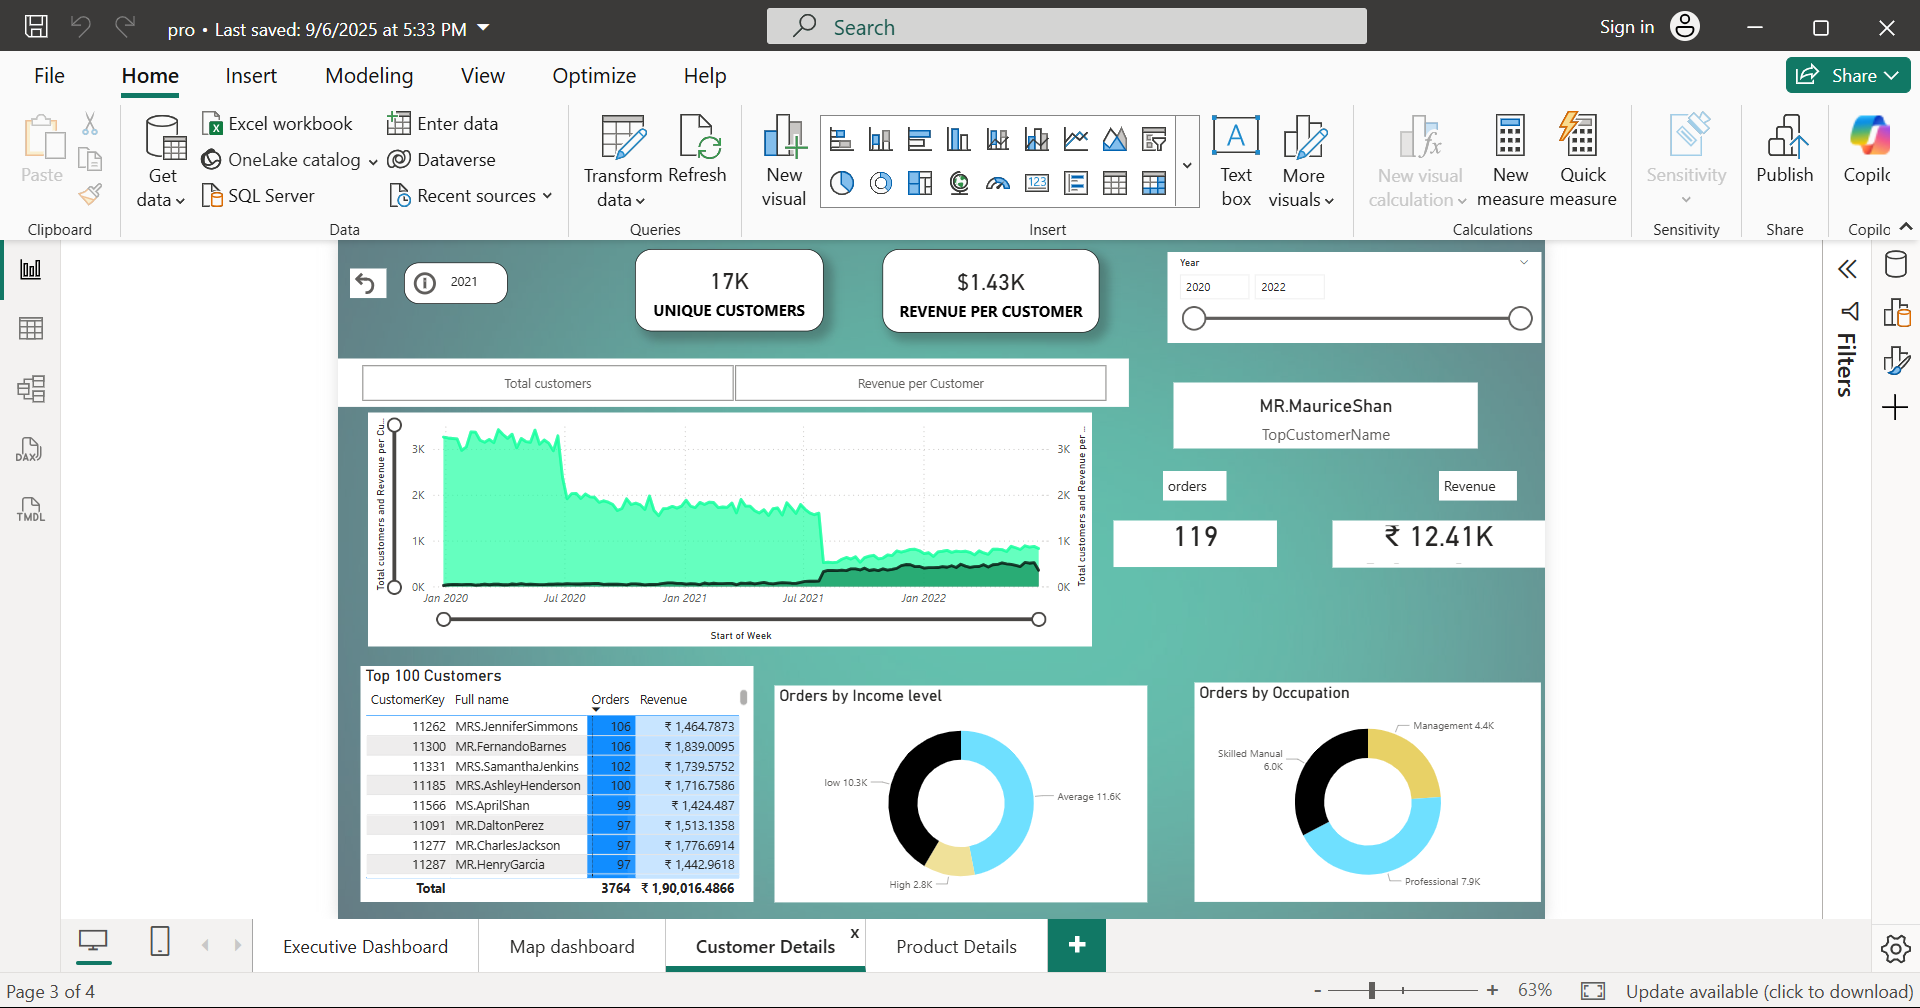 pro • Last saved: 9/6/2025 at 5:33 PM
Search
Sign in
File
Home
Insert
Modeling
View
Optimize
Help
Share
Paste
Clipboard
Get data
Excel workbook
OneLake catalog
SQL Server
Enter data
Dataverse
Recent sources
Data
Transform data
Refresh
Queries
New visual
123
A
Text box
More visuals
Insert
New visual calculation
New measure
Quick measure
Calculations
Sensitivity
Sensitivity
Publish
Share
Copilc
Copilc
DAX
TMDL
2021
17K
UNIQUE CUSTOMERS
$1.43K
REVENUE PER CUSTOMER
Year
2020
2022
Filters
Total customers
Revenue per Customer
MR.MauriceShan
TopCustomerName
orders
Revenue
119
₹ 12.41K
Total customers and Revenue per Cu...
3K
2K
1K
0K
3K
2K
1K
0K
Total customers and Revenue per ...
Jan 2020
Jul 2020
Jan 2021
Jul 2021
Jan 2022
Start of Week
Top 100 Customers
CustomerKey Full name Orders Revenue
11262 MRS.JenniferSimmons 106 ₹ 1,464.7873
11300 MR.FernandoBarnes 106 ₹ 1,839.0095
11331 MRS.SamanthaJenkins 102 ₹ 1,739.5752
11185 MRS.AshleyHenderson 100 ₹ 1,716.7586
11566 MS.AprilShan 99 ₹ 1,424.487
11091 MR.DaltonPerez 97 ₹ 1,513.1358
11277 MR.CharlesJackson 97 ₹ 1,776.6914
11287 MR.HenryGarcia 97 ₹ 1,442.9618
Total 3764 ₹ 1,90,016.4866
Orders by Income level
low 10.3K
Average 11.6K
High 2.8K
Orders by Occupation
Management 4.4K
Skilled Manual 6.0K
Professional 7.9K
Executive Dashboard
Map dashboard
Customer Details
x
Product Details
+
Page 3 of 4
- + 63%
Update available (click to download)